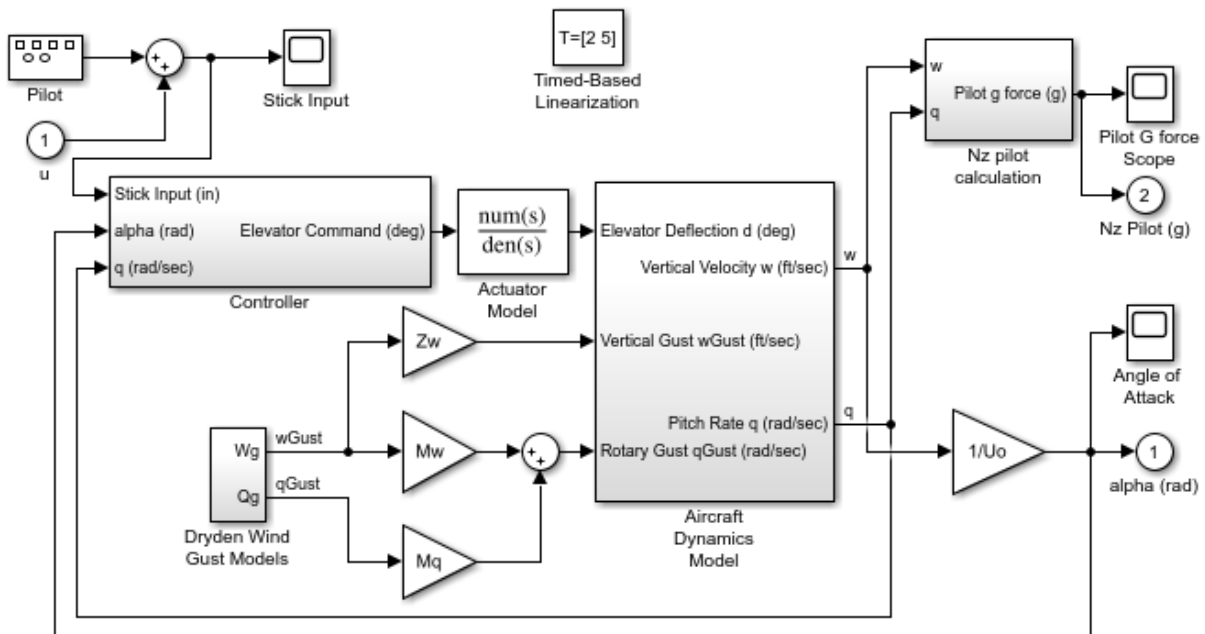 Pilot
Stick Input
T=[2 5]
Timed-Based
Linearization
w
Pilot g force (g)
q
Nz pilot
calculation
Pilot G force
Scope
1
u
2
Nz Pilot (g)
Stick Input (in)
alpha (rad)
Elevator Command (deg)
q (rad/sec)
Controller
num(s)
den(s)
Actuator
Model
Elevator Deflection d (deg)
Vertical Velocity w (ft/sec)
w
Vertical Gust wGust (ft/sec)
Pitch Rate q (rad/sec)
q
Rotary Gust qGust (rad/sec)
Aircraft
Dynamics
Model
Zw
Mw
Mq
Wg
wGust
Qg
qGust
Dryden Wind
Gust Models
1/Uo
Angle of
Attack
1
alpha (rad)